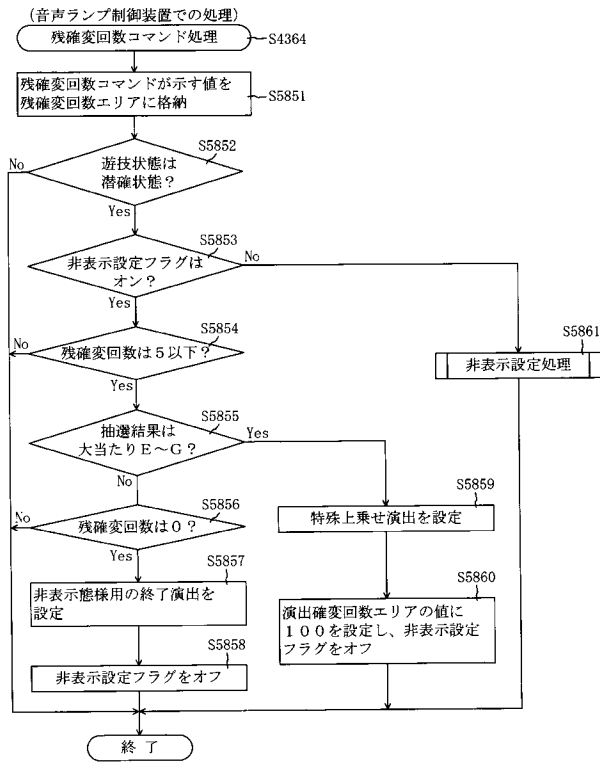 (音声ランプ制御装置での処理)
残確変回数コマンド処理
S4364
残確変回数コマンドが示す値を
残確変回数エリアに格納
S5851
S5852
遊技状態は
潜確状態？
No
Yes
S5853
非表示設定フラグは
オン？
No
Yes
S5854
残確変回数は５以下？
No
Yes
S5861
非表示設定処理
S5855
抽選結果は
大当たりＥ～Ｇ？
Yes
No
S5856
残確変回数は０？
No
Yes
S5859
特殊上乗せ演出を設定
S5857
非表示態様用の終了演出を
設定
S5860
演出確変回数エリアの値に
１００を設定し、非表示設定
フラグをオフ
S5858
非表示設定フラグをオフ
終 了